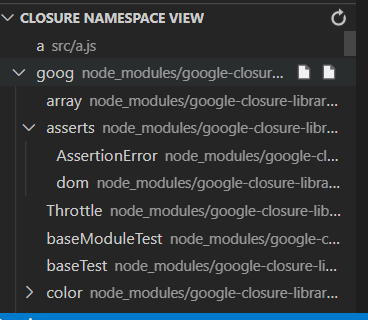 CLOSURE NAMESPACE VIEW
a src/a.js
goog node_modules/google-closur...
array node_modules/google-closure-librar...
asserts node_modules/google-closure-libra...
AssertionError node_modules/google-cl...
dom node_modules/google-closure-libra...
Throttle node_modules/google-closure-lib...
baseModuleTest node_modules/google-c...
baseTest node_modules/google-closure-li...
color node_modules/google-closure-librar...